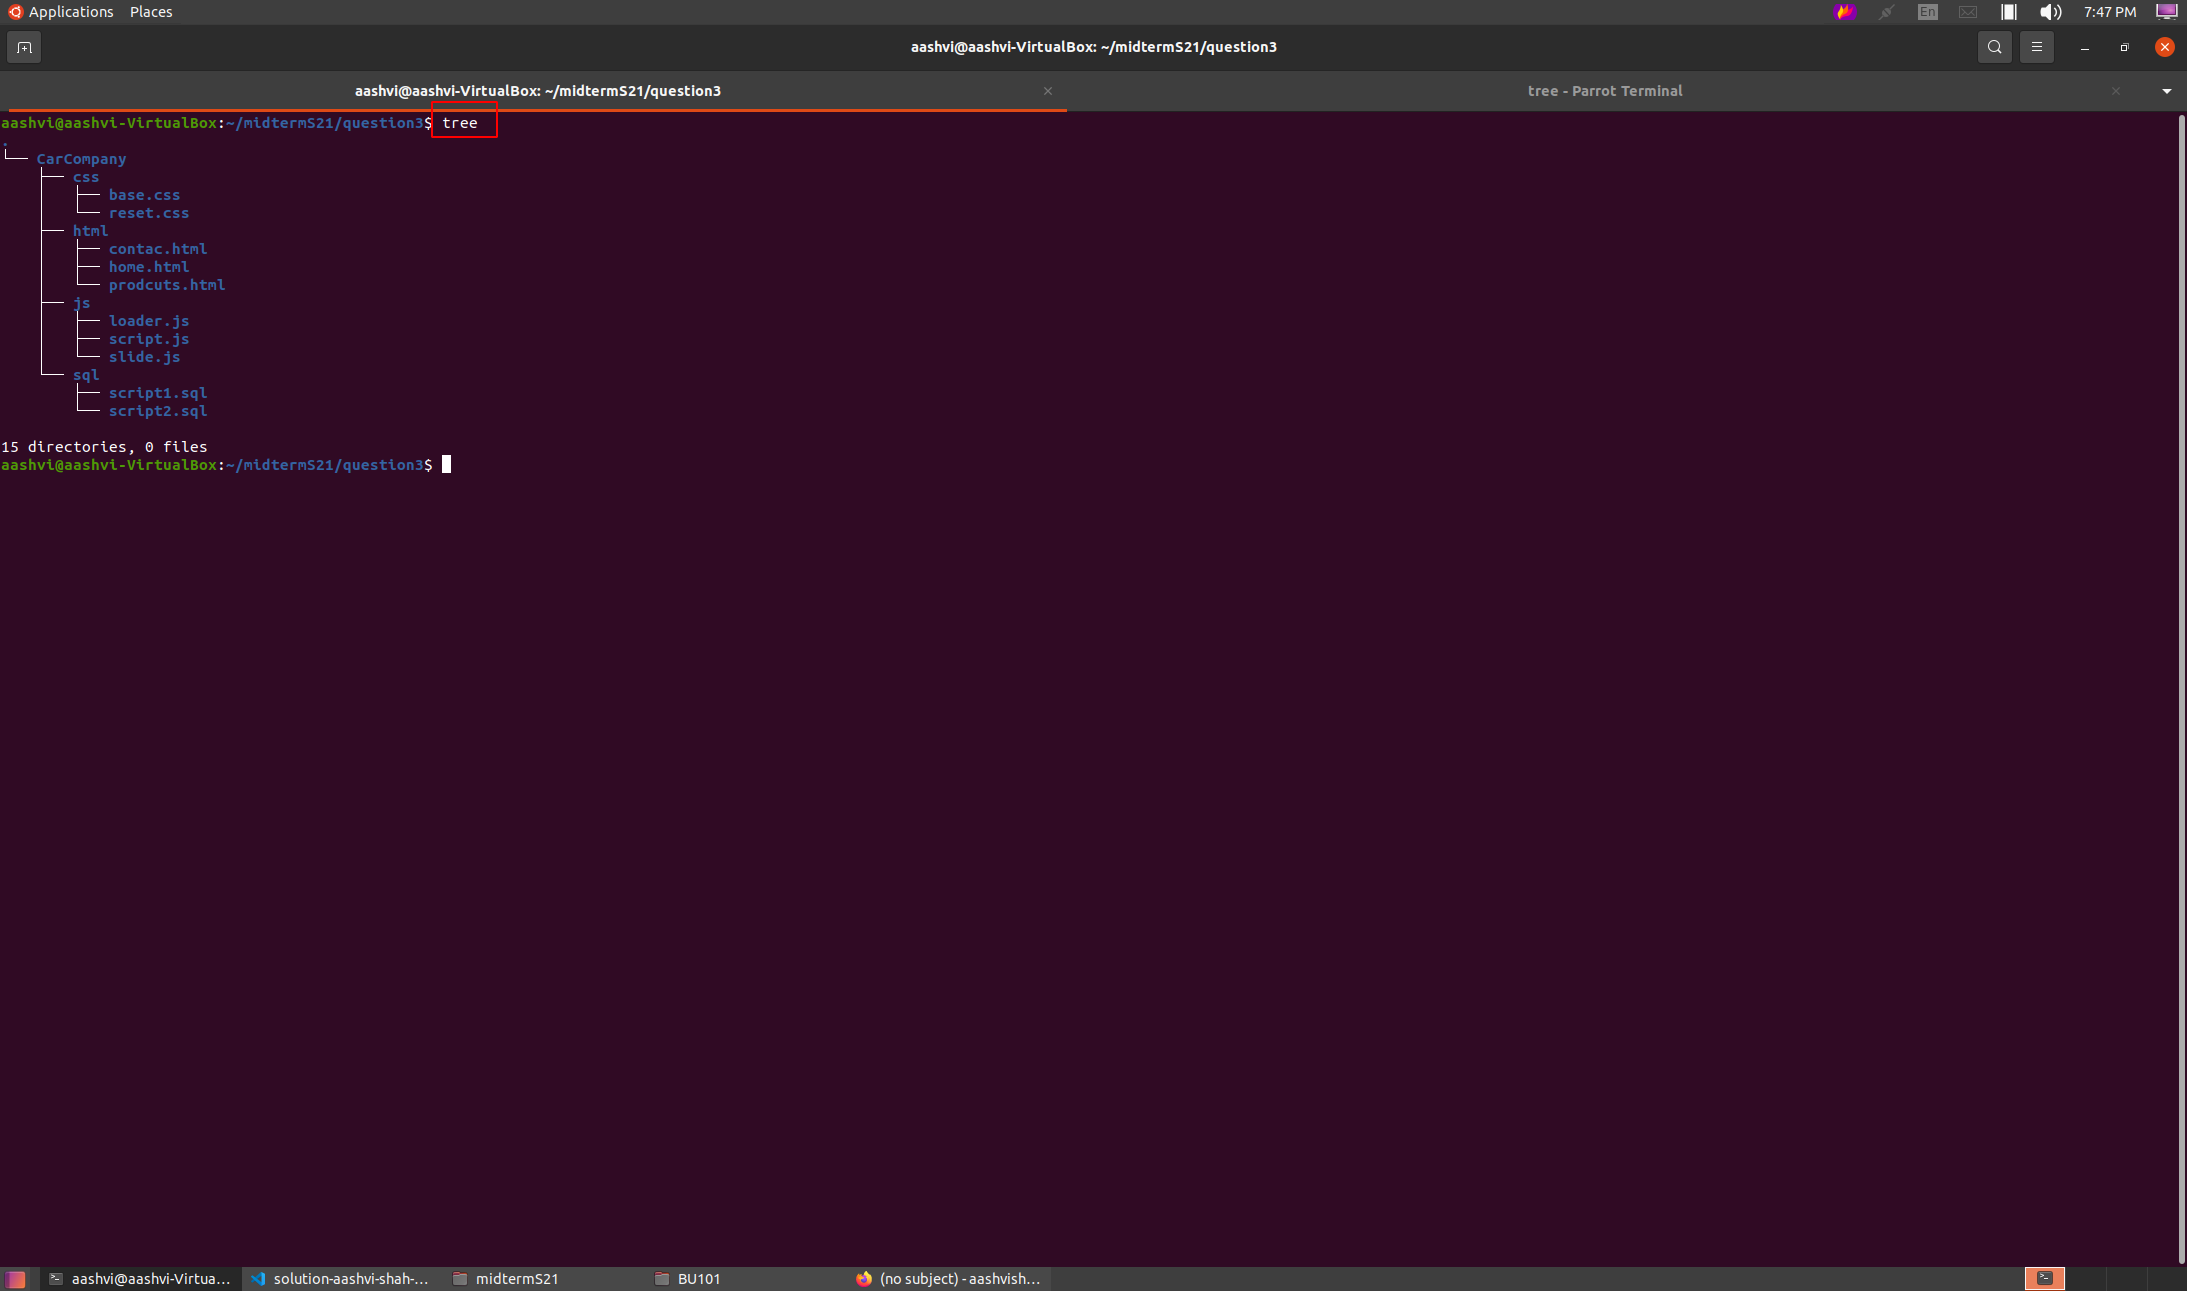 Applications Places En 7:47 PM
aashvi@aashvi-VirtualBox: ~/midtermS21/question3
aashvi@aashvi-VirtualBox: ~/midtermS21/question3 × tree - Parrot Terminal ×
aashvi@aashvi-VirtualBox:~/midtermS21/question3$ tree
.
└── CarCompany
    ├── css
    │   ├── base.css
    │   └── reset.css
    ├── html
    │   ├── contac.html
    │   ├── home.html
    │   └── prodcuts.html
    ├── js
    │   ├── loader.js
    │   ├── script.js
    │   └── slide.js
    └── sql
        ├── script1.sql
        └── script2.sql
15 directories, 0 files
aashvi@aashvi-VirtualBox:~/midtermS21/question3$
aashvi@aashvi-Virtua... solution-aashvi-shah-... midtermS21 BU101 (no subject) - aashvish...